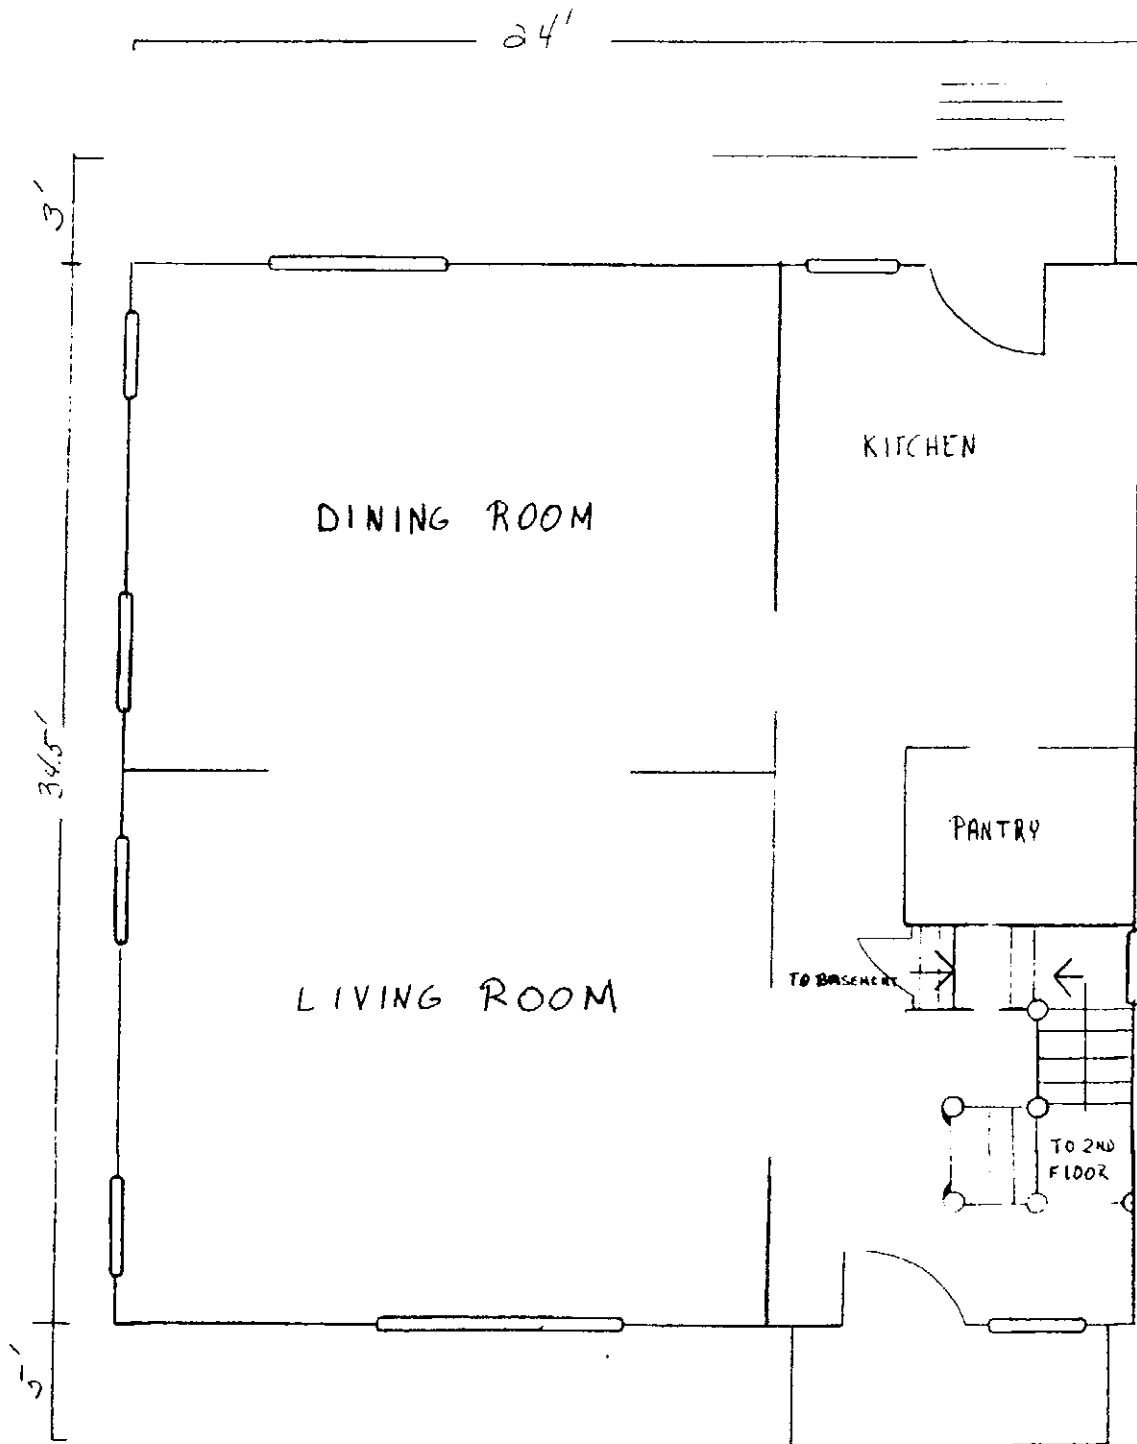 24'
3'
KITCHEN
DINING ROOM
34.5'
PANTRY
TO BASEMENT
LIVING ROOM
TO 2ND
FLOOR
5'